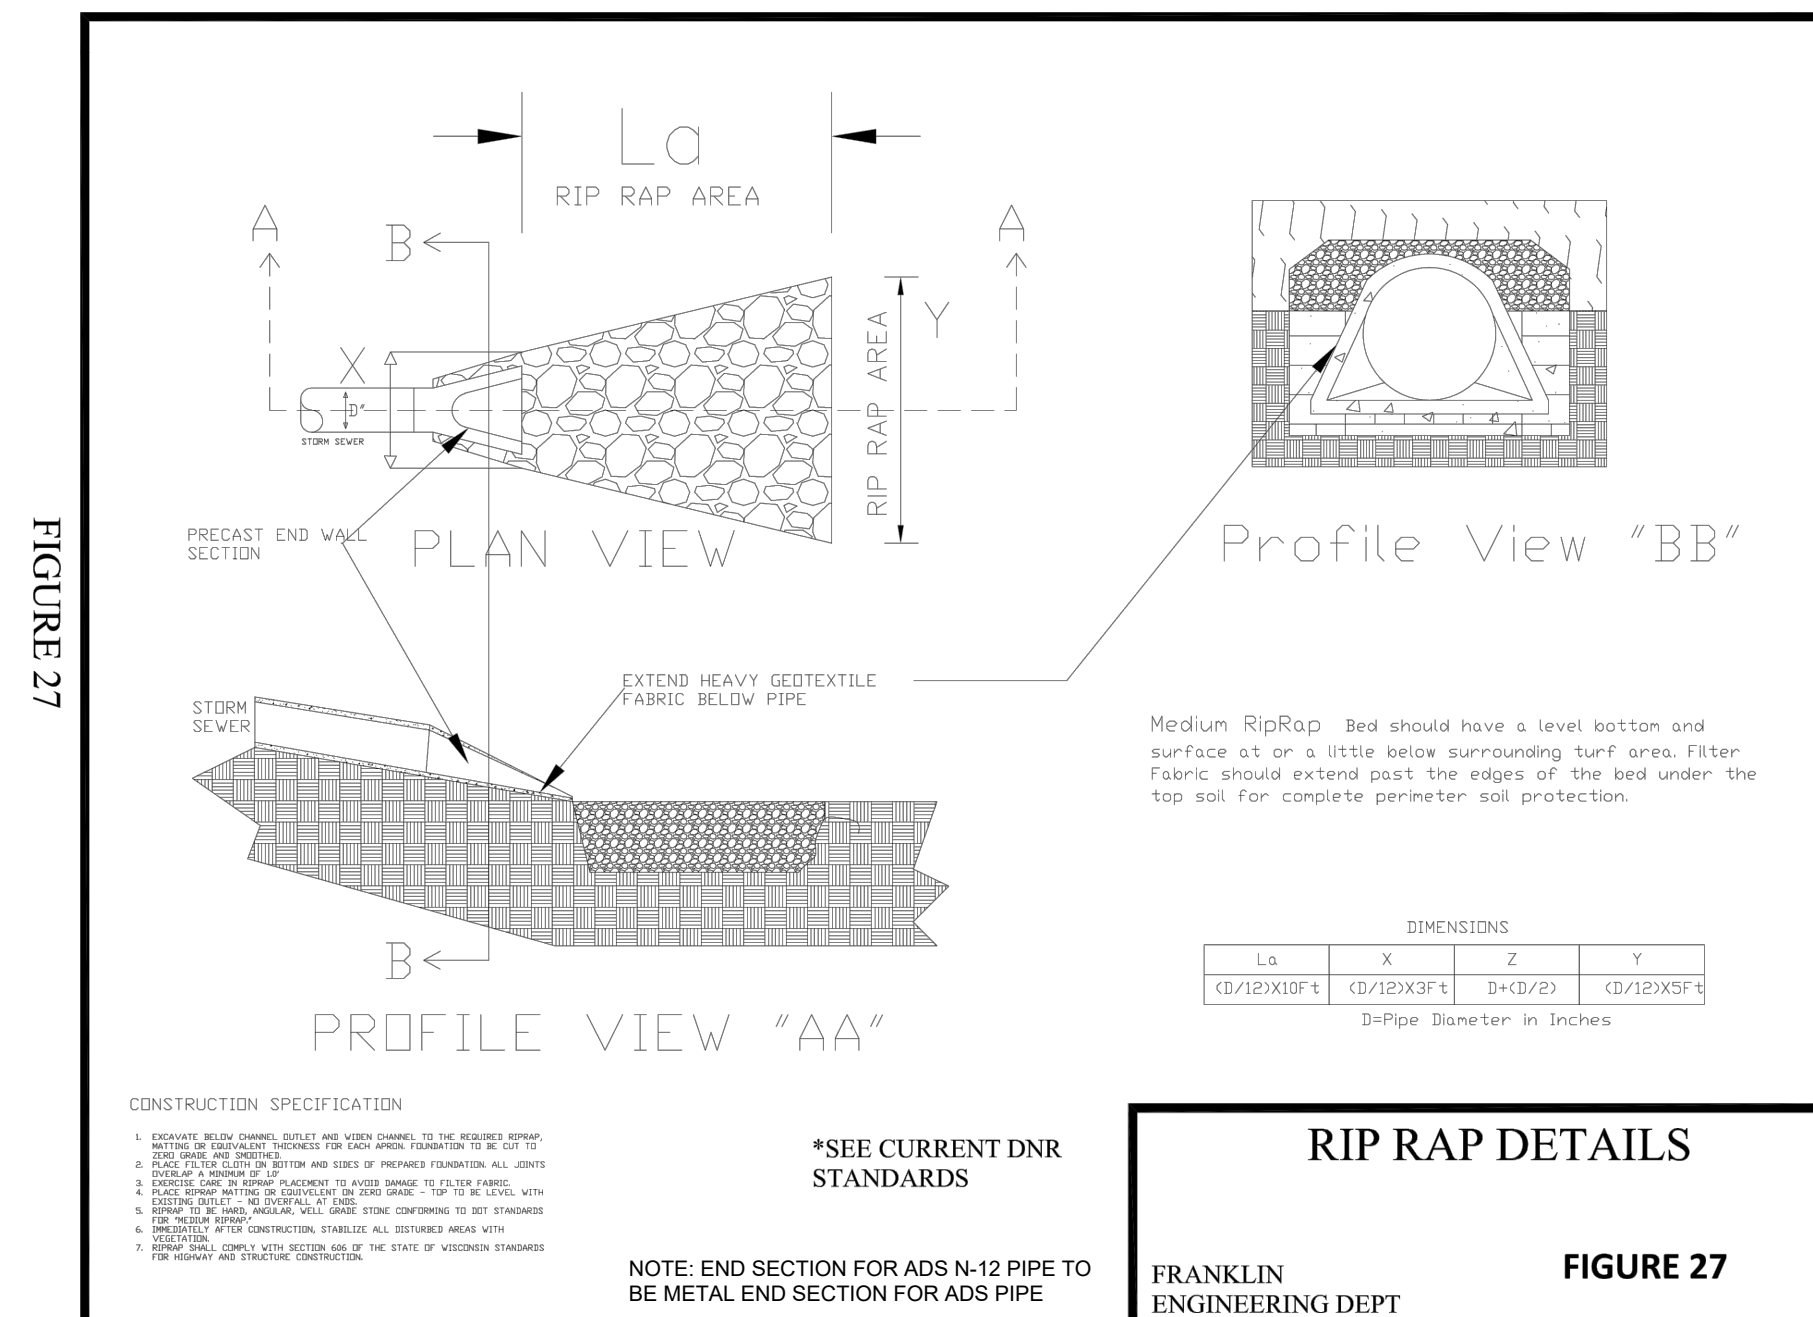 FIGURE 27
La
RIP RAP AREA
A
A
B
X
Y
D"
STORM SEWER
RIP RAP AREA
PRECAST END WALL
SECTION
PLAN VIEW
Profile View "BB"
EXTEND HEAVY GEOTEXTILE
FABRIC BELOW PIPE
STORM
SEWER
Medium RipRap Bed should have a level bottom and
surface at or a little below surrounding turf area. Filter
Fabric should extend past the edges of the bed under the
top soil for complete perimeter soil protection.
B
PROFILE VIEW "AA"
DIMENSIONS
La X Z Y
(D/12)X10Ft (D/12)X3Ft D+(D/2) (D/12)X5Ft
D=Pipe Diameter in Inches
CONSTRUCTION SPECIFICATION
1. EXCAVATE BELOW CHANNEL OUTLET AND WIDEN CHANNEL TO THE REQUIRED RIPRAP,
MATTING OR EQUIVALENT THICKNESS FOR EACH APRON. FOUNDATION TO BE CUT TO
ZERO GRADE AND SMOOTHED.
2. PLACE FILTER CLOTH ON BOTTOM AND SIDES OF PREPARED FOUNDATION. ALL JOINTS
OVERLAP A MINIMUM OF 1.0'
3. EXERCISE CARE IN RIPRAP PLACEMENT TO AVOID DAMAGE TO FILTER FABRIC.
4. PLACE RIPRAP MATTING OR EQUIVELENT ON ZERO GRADE - TOP TO BE LEVEL WITH
EXISTING OUTLET - NO OVERFALL AT ENDS.
5. RIPRAP TO BE HARD, ANGULAR, WELL GRADE STONE CONFORMING TO DOT STANDARDS
FOR "MEDIUM RIPRAP."
6. IMMEDIATELY AFTER CONSTRUCTION, STABILIZE ALL DISTURBED AREAS WITH
VEGETATION.
7. RIPRAP SHALL COMPLY WITH SECTION 606 OF THE STATE OF WISCONSIN STANDARDS
FOR HIGHWAY AND STRUCTURE CONSTRUCTION.
*SEE CURRENT DNR
STANDARDS
NOTE: END SECTION FOR ADS N-12 PIPE TO
BE METAL END SECTION FOR ADS PIPE
RIP RAP DETAILS
FRANKLIN
ENGINEERING DEPT
FIGURE 27